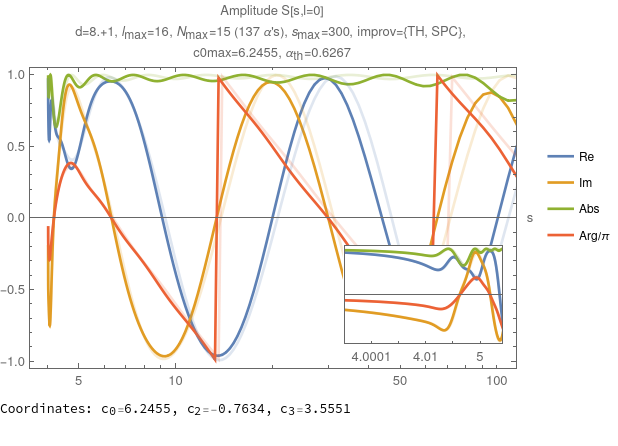 Amplitude S[s,l=0]
d=8.+1, lmax=16, Nmax=15 (137 α's), smax=300, improv={TH, SPC},
c0max=6.2455, αth=0.6267
1.0
0.5
0.0
-0.5
-1.0
5
10
50
100
s
4.0001
4.01
5
Re
Im
Abs
Arg/π
Coordinates: c0=6.2455, c2=-0.7634, c3=3.5551